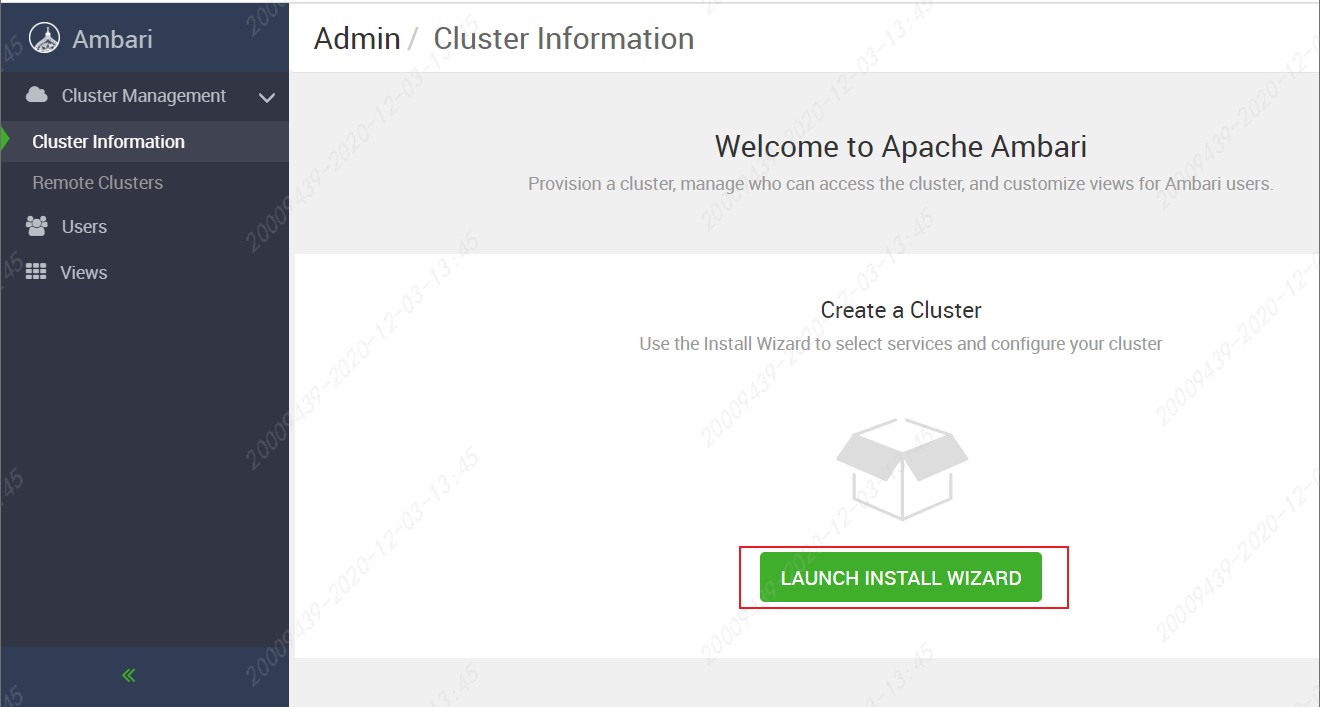 Ambari
Admin / Cluster Information
Cluster Management
Cluster Information
Remote Clusters
Users
Views
Welcome to Apache Ambari
Provision a cluster, manage who can access the cluster, and customize views for Ambari users.
Create a Cluster
Use the Install Wizard to select services and configure your cluster
LAUNCH INSTALL WIZARD
20009439-2020-12-03-13:45